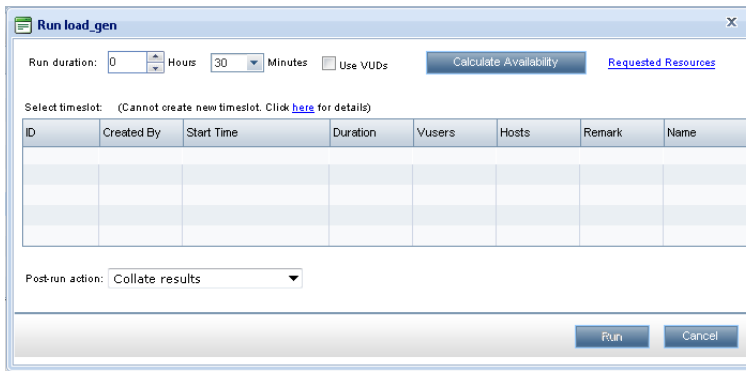 Run load_gen x
Run duration: 0 Hours 30 Minutes Use VUDs Calculate Availability Requested Resources
Select timeslot: (Cannot create new timeslot. Click here for details)
ID Created By Start Time Duration Vusers Hosts Remark Name
Post-run action: Collate results
Run Cancel